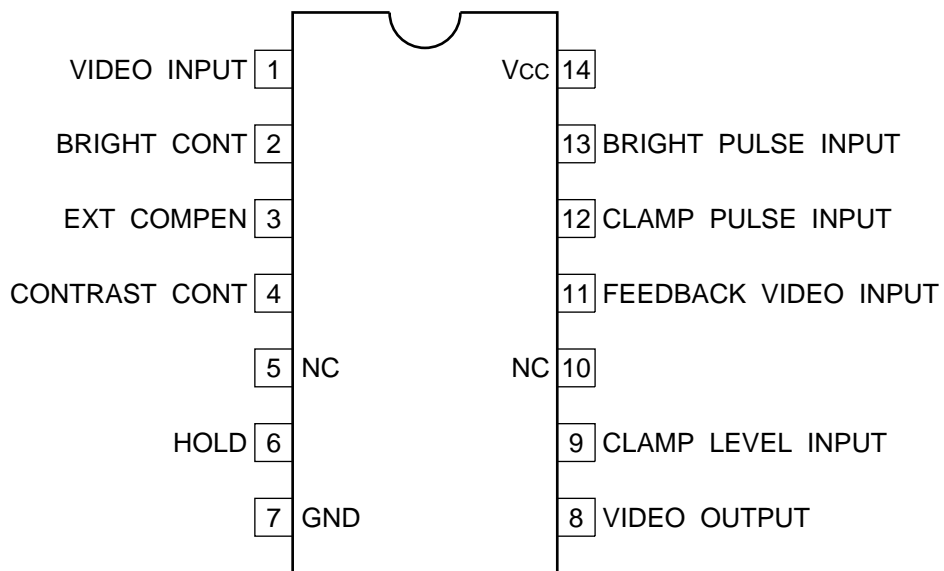 VIDEO INPUT 1
VCC 14
BRIGHT CONT 2
13 BRIGHT PULSE INPUT
EXT COMPEN 3
12 CLAMP PULSE INPUT
CONTRAST CONT 4
11 FEEDBACK VIDEO INPUT
5 NC
NC 10
HOLD 6
9 CLAMP LEVEL INPUT
7 GND
8 VIDEO OUTPUT